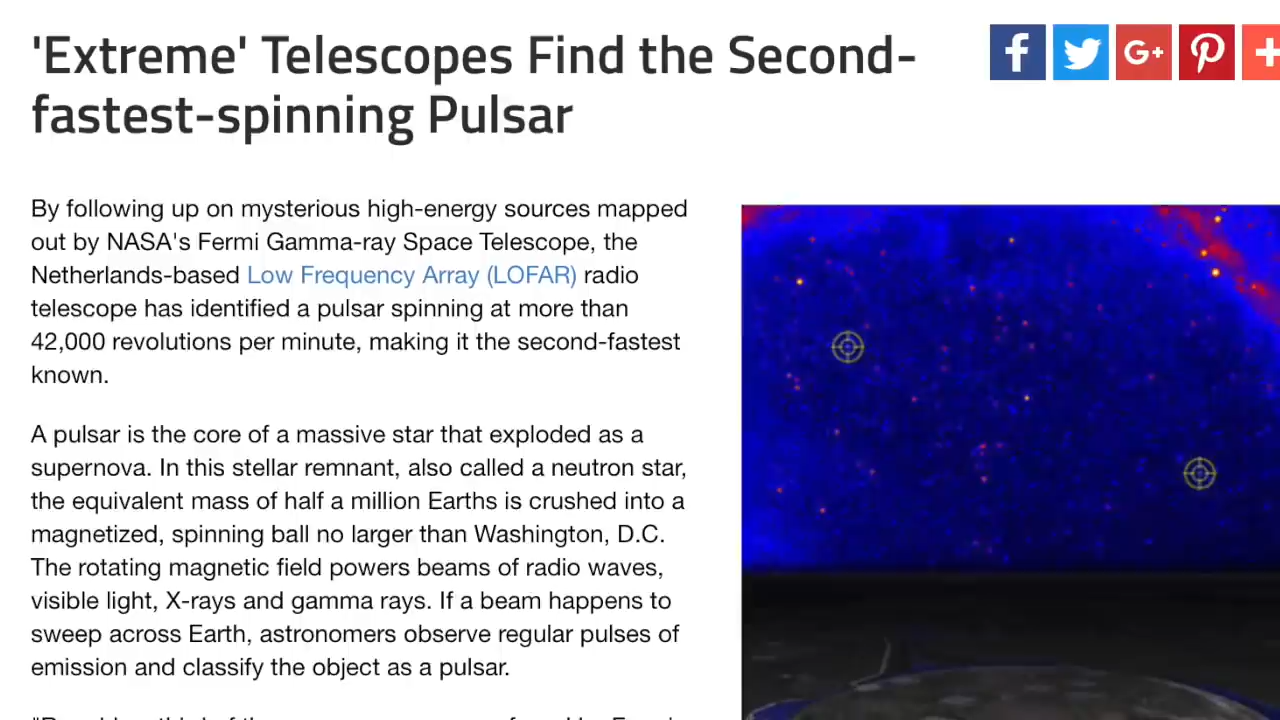 'Extreme' Telescopes Find the Second-
fastest-spinning Pulsar
By following up on mysterious high-energy sources mapped
out by NASA's Fermi Gamma-ray Space Telescope, the
Netherlands-based Low Frequency Array (LOFAR) radio
telescope has identified a pulsar spinning at more than
42,000 revolutions per minute, making it the second-fastest
known.
A pulsar is the core of a massive star that exploded as a
supernova. In this stellar remnant, also called a neutron star,
the equivalent mass of half a million Earths is crushed into a
magnetized, spinning ball no larger than Washington, D.C.
The rotating magnetic field powers beams of radio waves,
visible light, X-rays and gamma rays. If a beam happens to
sweep across Earth, astronomers observe regular pulses of
emission and classify the object as a pulsar.